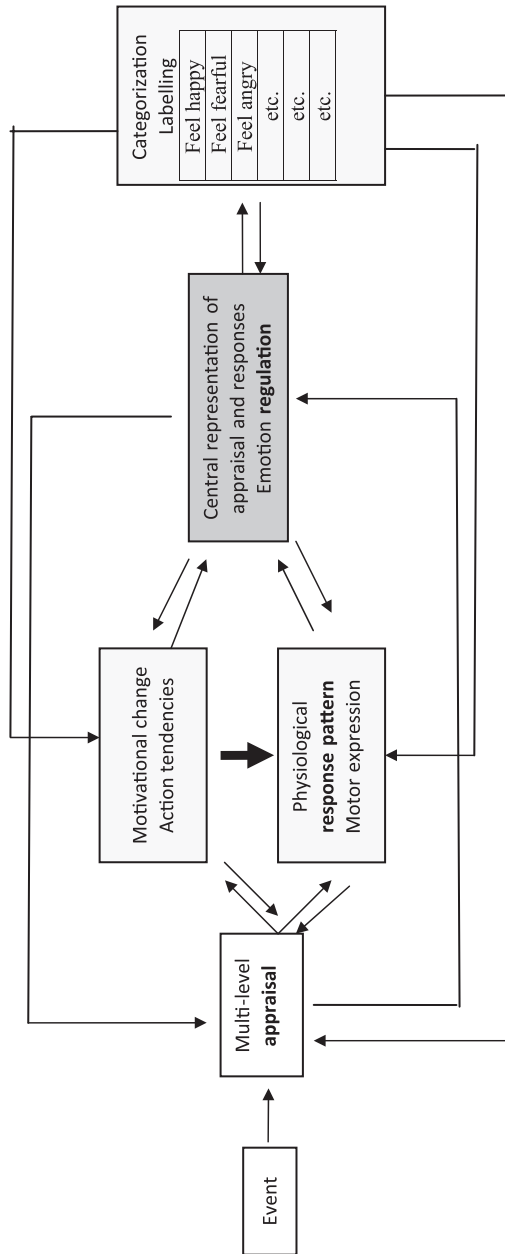 Event
Multi-level
appraisal
Motivational change
Action tendencies
Physiological
response pattern
Motor expression
Central representation of
appraisal and responses
Emotion regulation
Categorization
Labelling
Feel happy
Feel fearful
Feel angry
etc.
etc.
etc.